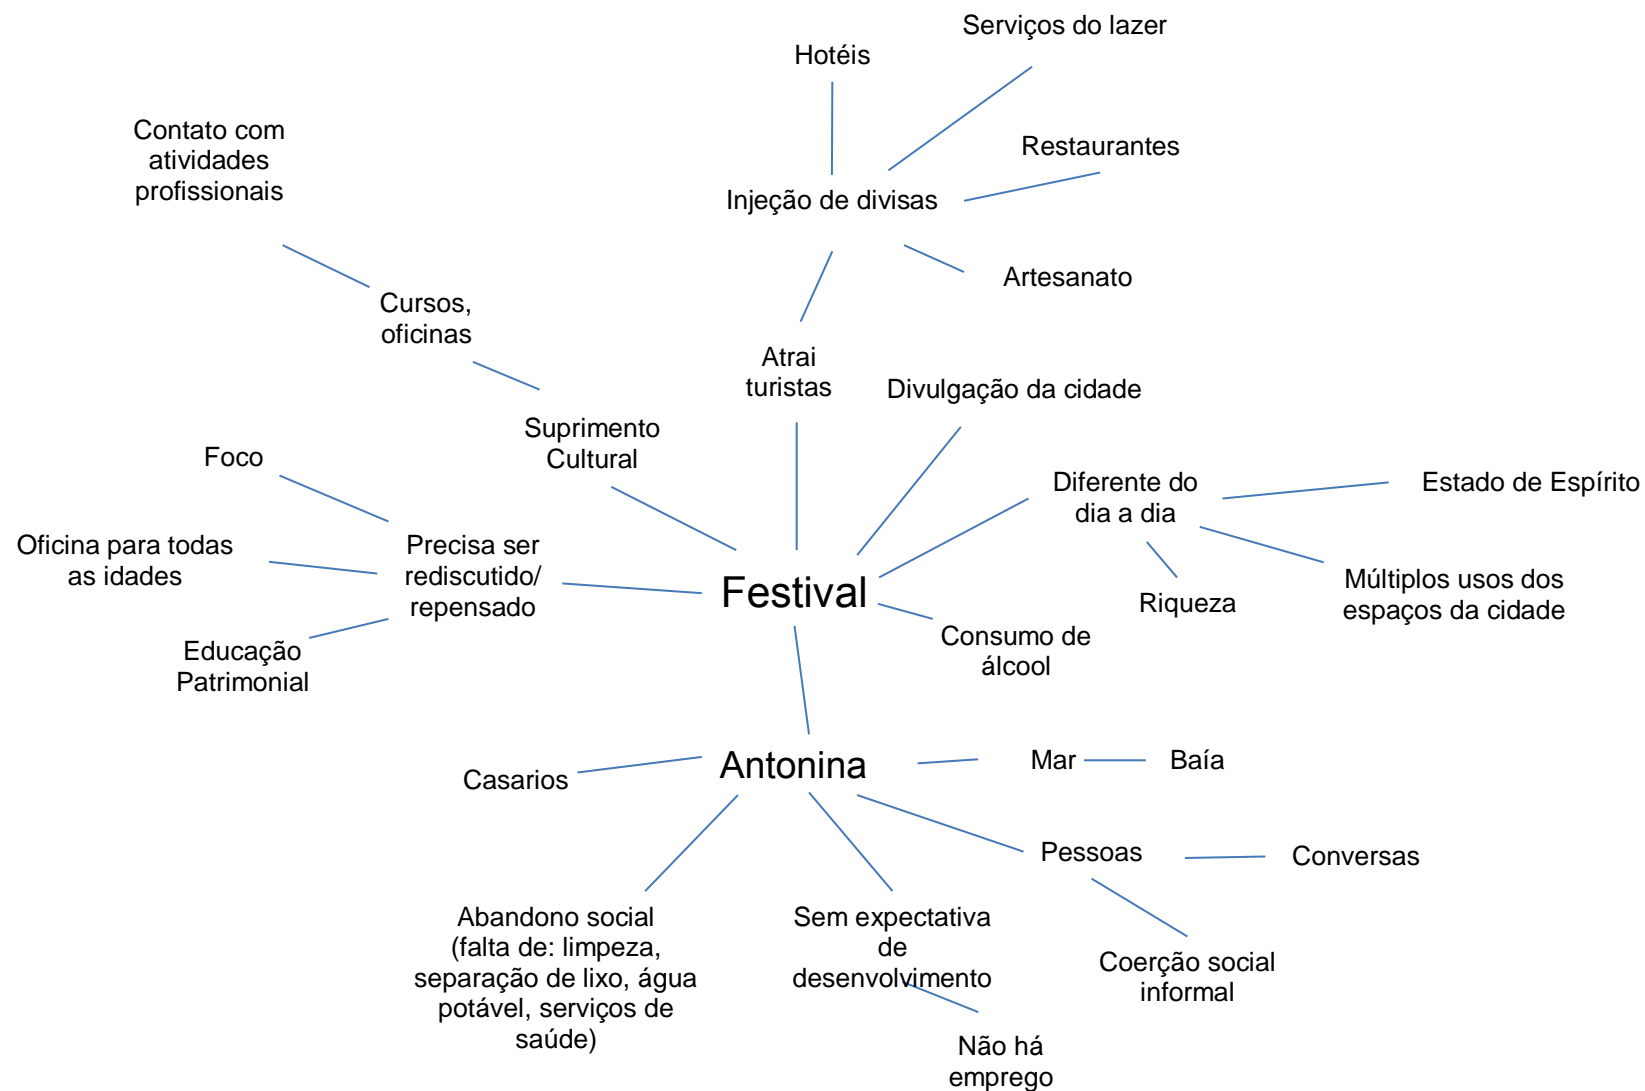 Serviços do lazer
Hotéis
Contato com
atividades
profissionais
Restaurantes
Injeção de divisas
Artesanato
Cursos,
oficinas
Atrai
turistas
Divulgação da cidade
Suprimento
Cultural
Foco
Diferente do
dia a dia
Estado de Espírito
Oficina para todas
as idades
Precisa ser
rediscutido/
repensado
Festival
Riqueza
Múltiplos usos dos
espaços da cidade
Consumo de
álcool
Educação
Patrimonial
Casarios
Antonina
Mar
Baía
Pessoas
Conversas
Abandono social
(falta de: limpeza,
separação de lixo, água
potável, serviços de
saúde)
Sem expectativa
de
desenvolvimento
Coerção social
informal
Não há
emprego